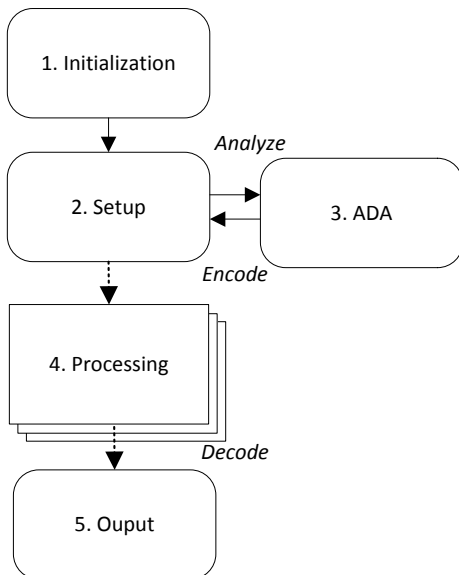 1. Initialization
Analyze
2. Setup
3. ADA
Encode
4. Processing
Decode
5. Ouput